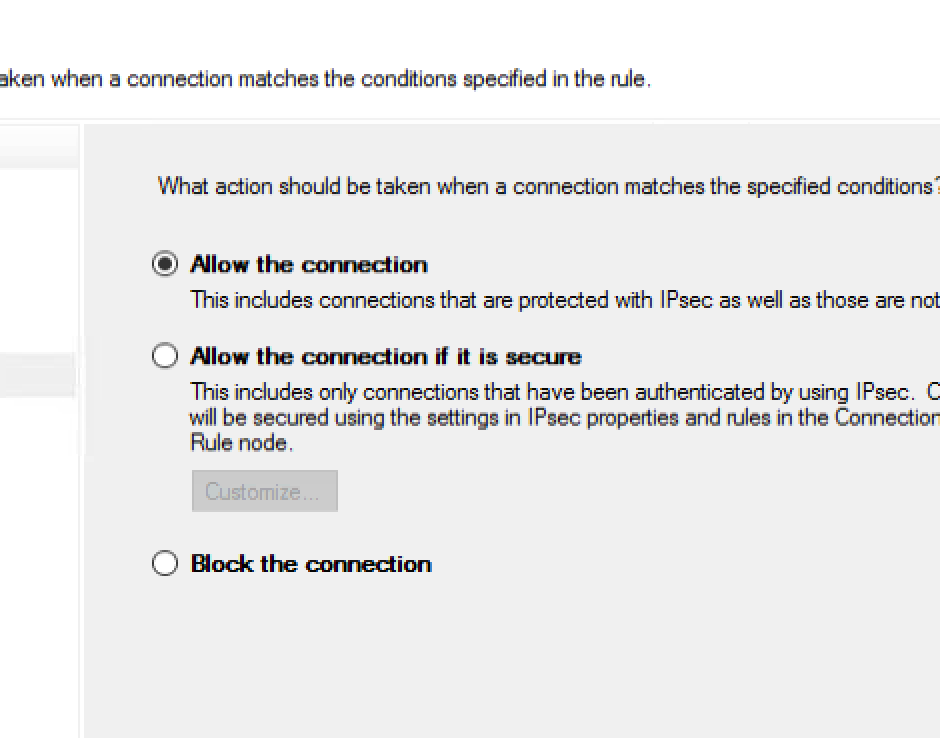 aken when a connection matches the conditions specified in the rule.
What action should be taken when a connection matches the specified conditions?
Allow the connection
This includes connections that are protected with IPsec as well as those are not
Allow the connection if it is secure
This includes only connections that have been authenticated by using IPsec. C
will be secured using the settings in IPsec properties and rules in the Connection
Rule node.
Customize...
Block the connection